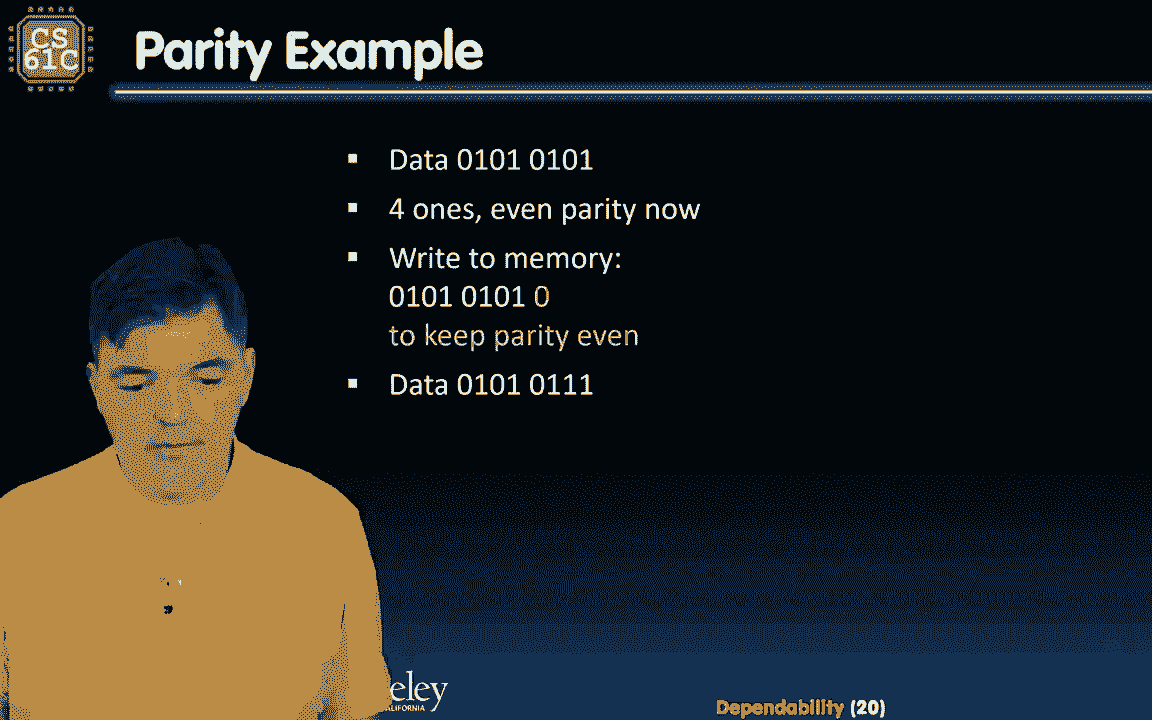 CS
61C
Parity Example
Data 0101 0101
4 ones, even parity now
Write to memory:
0101 0101 0
to keep parity even
Data 0101 0111
eley
CALIFORNIA
Dependability (20)